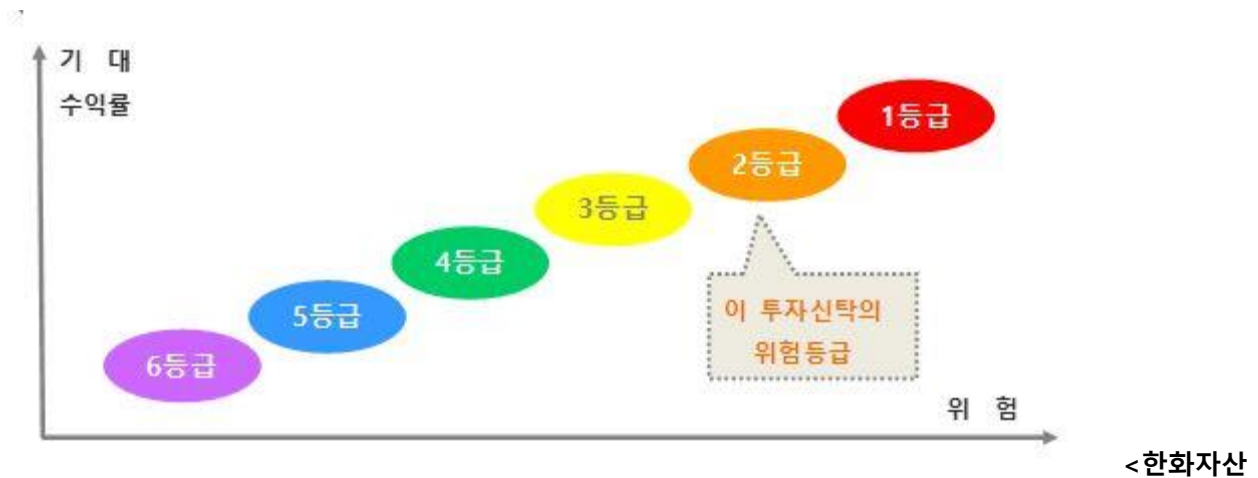 기 대
수익률
1등급
2등급
3등급
4등급
5등급
6등급
이 투자신탁의
위험등급
위 험
<한화자산